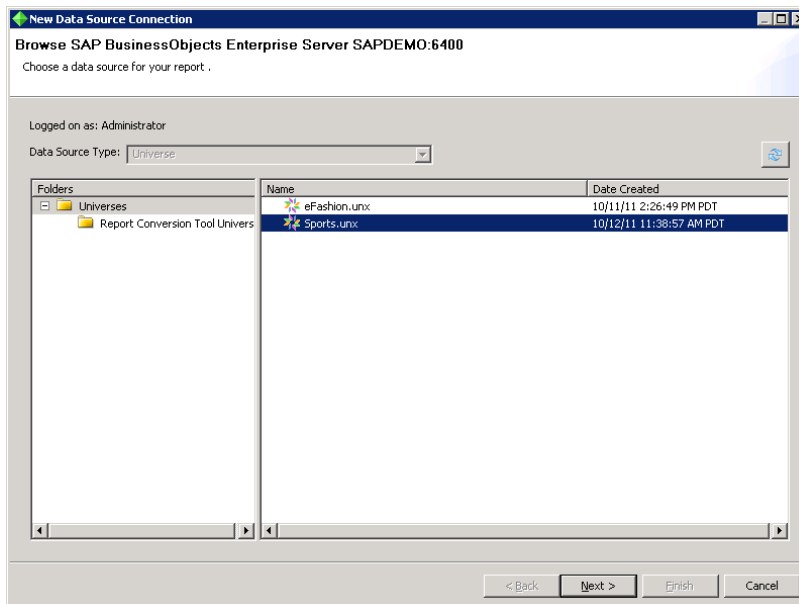 New Data Source Connection
Browse SAP BusinessObjects Enterprise Server SAPDEMO:6400
Choose a data source for your report .
Logged on as: Administrator
Data Source Type: Universe
Folders
Universes
Report Conversion Tool Univers
Name Date Created
eFashion.unx 10/11/11 2:26:49 PM PDT
Sports.unx 10/12/11 11:38:57 AM PDT
< Back Next > Finish Cancel